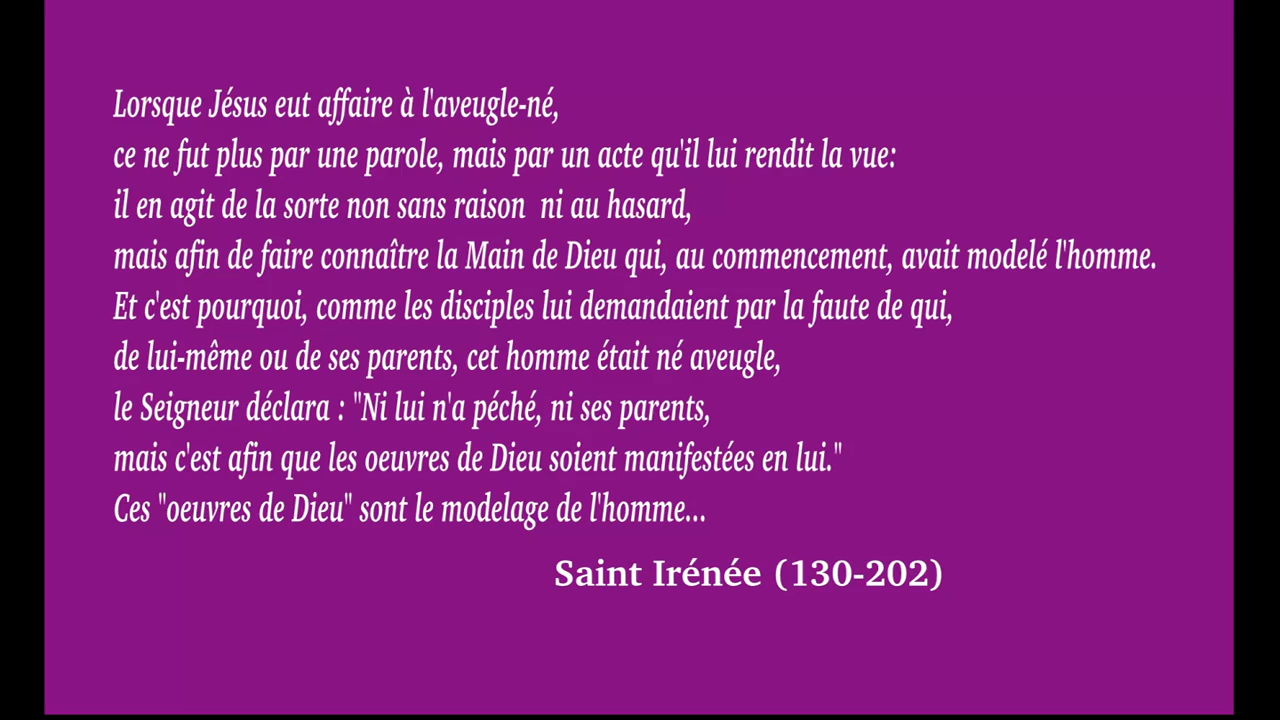 Lorsque Jésus eut affaire à l'aveugle-né,
ce ne fut plus par une parole, mais par un acte qu'il lui rendit la vue:
il en agit de la sorte non sans raison  ni au hasard,
mais afin de faire connaître la Main de Dieu qui, au commencement, avait modelé l'homme.
Et c'est pourquoi, comme les disciples lui demandaient par la faute de qui,
de lui-même ou de ses parents, cet homme était né aveugle,
le Seigneur déclara : "Ni lui n'a péché, ni ses parents,
mais c'est afin que les oeuvres de Dieu soient manifestées en lui."
Ces "oeuvres de Dieu" sont le modelage de l'homme...
Saint Irénée (130-202)